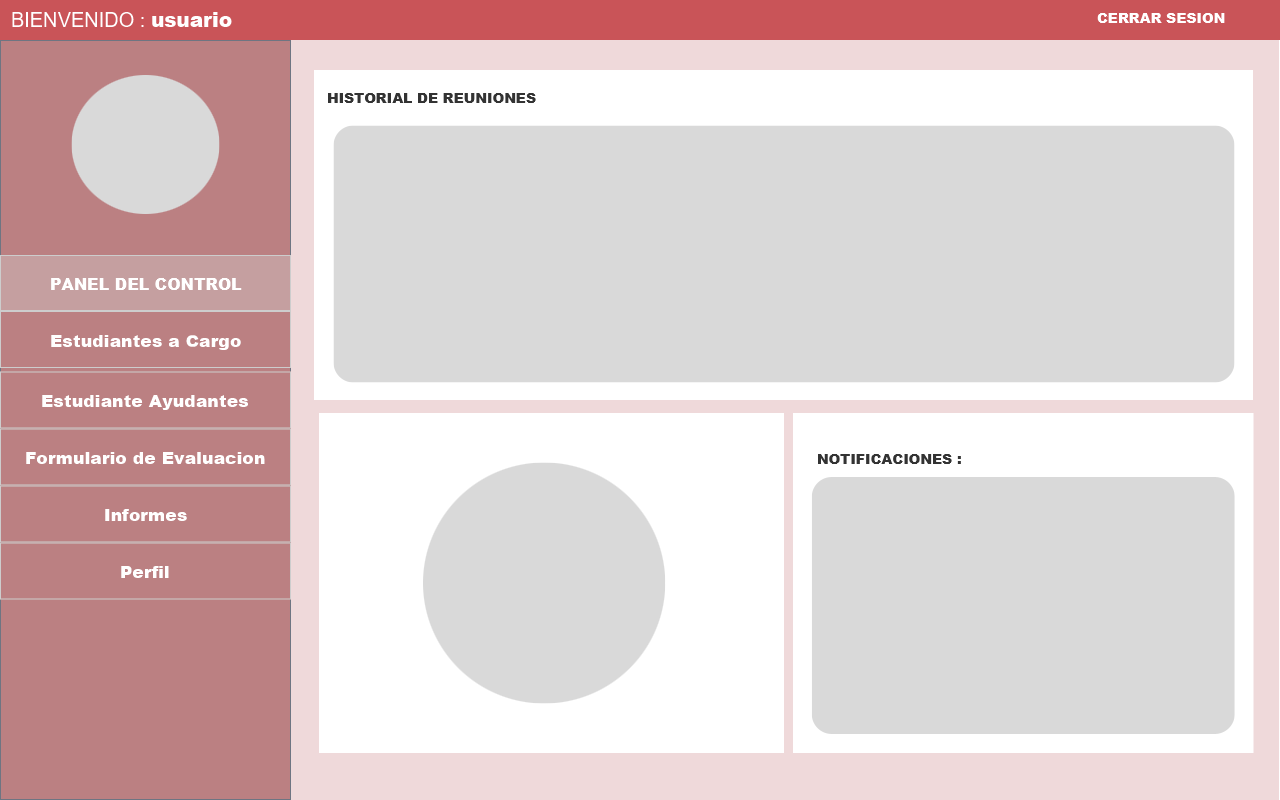 BIENVENIDO : usuario
CERRAR SESION
PANEL DEL CONTROL
Estudiantes a Cargo
Estudiante Ayudantes
Formulario de Evaluacion
Informes
Perfil
HISTORIAL DE REUNIONES
NOTIFICACIONES :